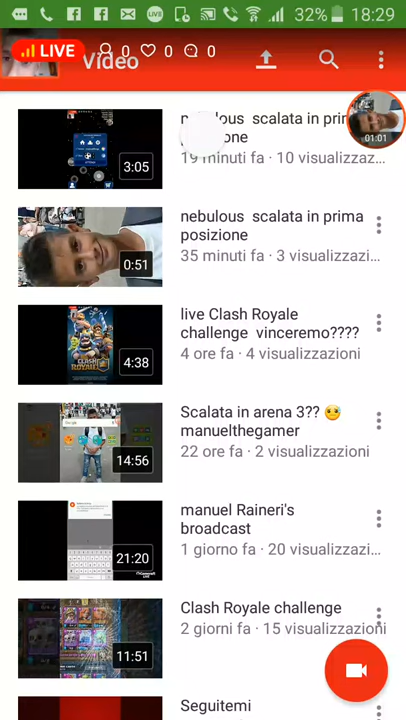 32% 18:29
LIVE 0 0 0
Video
nebulous scalata in prima
posizione
19 minuti fa · 10 visualizzaz...
01:01
3:05
nebulous scalata in prima
posizione
35 minuti fa · 3 visualizzazi...
0:51
live Clash Royale
challenge vinceremo????
4 ore fa · 4 visualizzazioni
4:38
Scalata in arena 3?? 🤕
manuelthegamer
22 ore fa · 2 visualizzazioni
14:56
manuel Raineri's
broadcast
1 giorno fa · 20 visualizzazi...
21:20
Clash Royale challenge
2 giorni fa · 15 visualizzazioni
11:51
Seguitemi